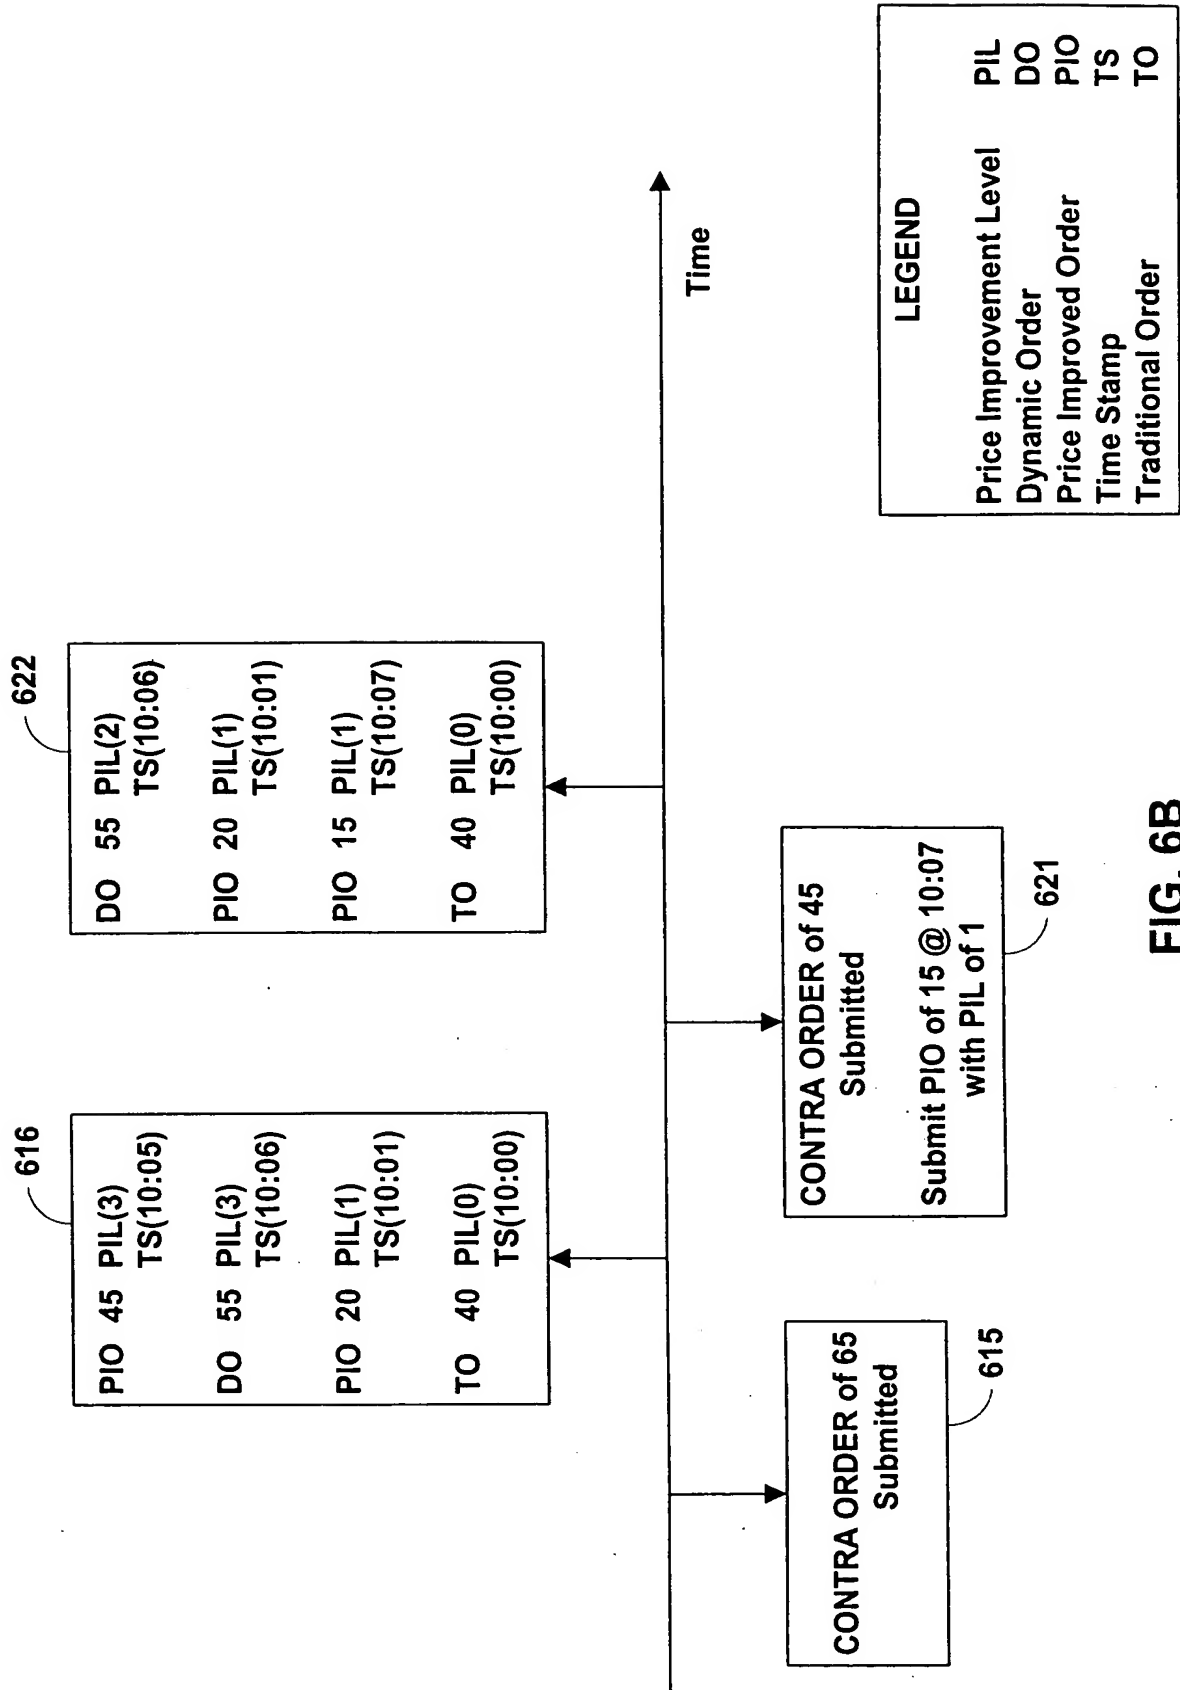 616
PIO 45 PIL(3)
TS(10:05)
DO 55 PIL(3)
TS(10:06)
PIO 20 PIL(1)
TS(10:01)
TO 40 PIL(0)
TS(10:00)
622
DO 55 PIL(2)
TS(10:06)
PIO 20 PIL(1)
TS(10:01)
PIO 15 PIL(1)
TS(10:07)
TO 40 PIL(0)
TS(10:00)
Time
CONTRA ORDER of 65
Submitted
615
CONTRA ORDER of 45
Submitted
Submit PIO of 15 @ 10:07
with PIL of 1
621
LEGEND
Price Improvement Level PIL
Dynamic Order DO
Price Improved Order PIO
Time Stamp TS
Traditional Order TO
FIG. 6B